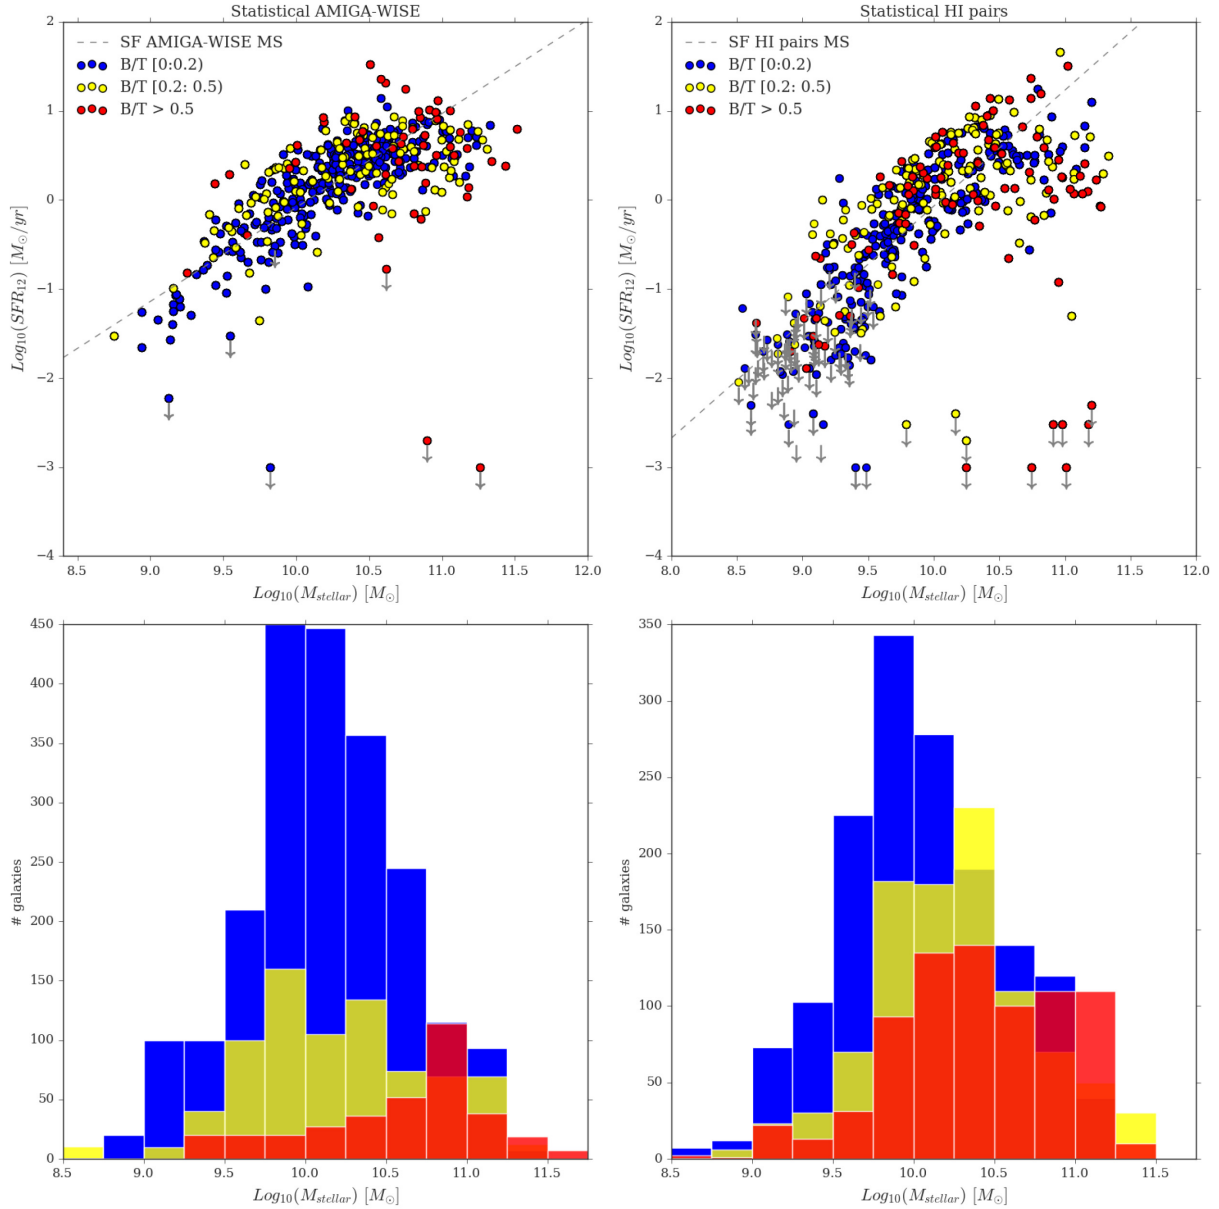 Statistical AMIGA-WISE
SF AMIGA-WISE MS
B/T [0:0.2)
B/T [0.2: 0.5)
B/T > 0.5
2
1
0
−1
−2
−3
−4
Log₁₀(SFR₁₂) [M⊙/yr]
8.5 9.0 9.5 10.0 10.5 11.0 11.5 12.0
Log₁₀(M_stellar) [M⊙]
Statistical HI pairs
SF HI pairs MS
B/T [0:0.2)
B/T [0.2: 0.5)
B/T > 0.5
2
1
0
−1
−2
−3
−4
Log₁₀(SFR₁₂) [M⊙/yr]
8.0 8.5 9.0 9.5 10.0 10.5 11.0 11.5 12.0
Log₁₀(M_stellar) [M⊙]
450
400
350
300
250
200
150
100
50
0
# galaxies
8.5 9.0 9.5 10.0 10.5 11.0 11.5
Log₁₀(M_stellar) [M⊙]
350
300
250
200
150
100
50
0
# galaxies
8.5 9.0 9.5 10.0 10.5 11.0 11.5
Log₁₀(M_stellar) [M⊙]